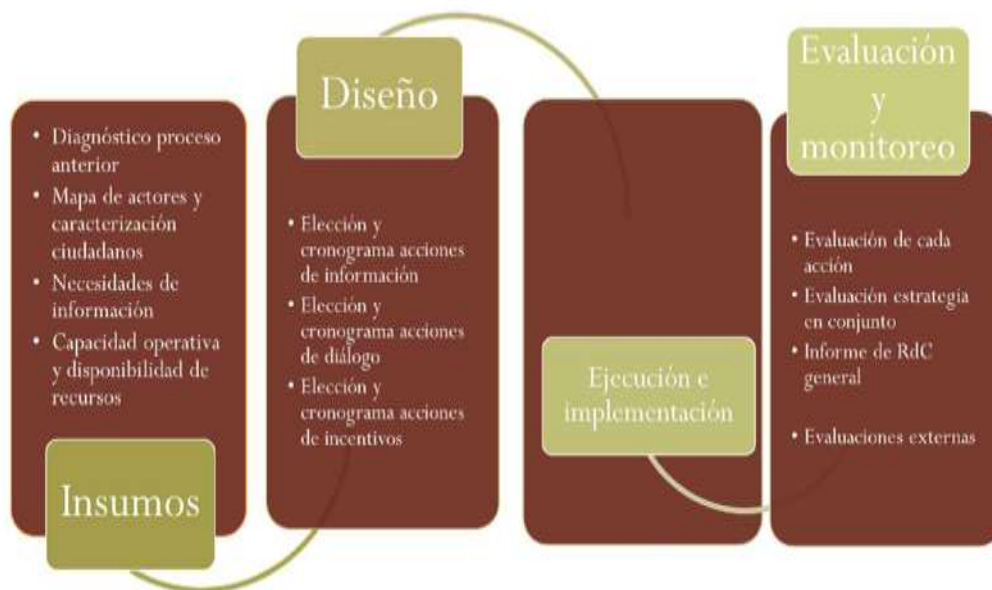 • Diagnóstico proceso
anterior
• Mapa de actores y
caracterización
ciudadanos
• Necesidades de
información
• Capacidad operativa
y disponibilidad de
recursos
Insumos
Diseño
• Elección y
cronograma acciones
de información
• Elección y
cronograma acciones
de diálogo
• Elección y
cronograma acciones
de incentivos
Ejecución e
implementación
Evaluación
y
monitoreo
• Evaluación de cada
acción
• Evaluación estrategia
en conjunto
• Informe de RdC
general
• Evaluaciones externas